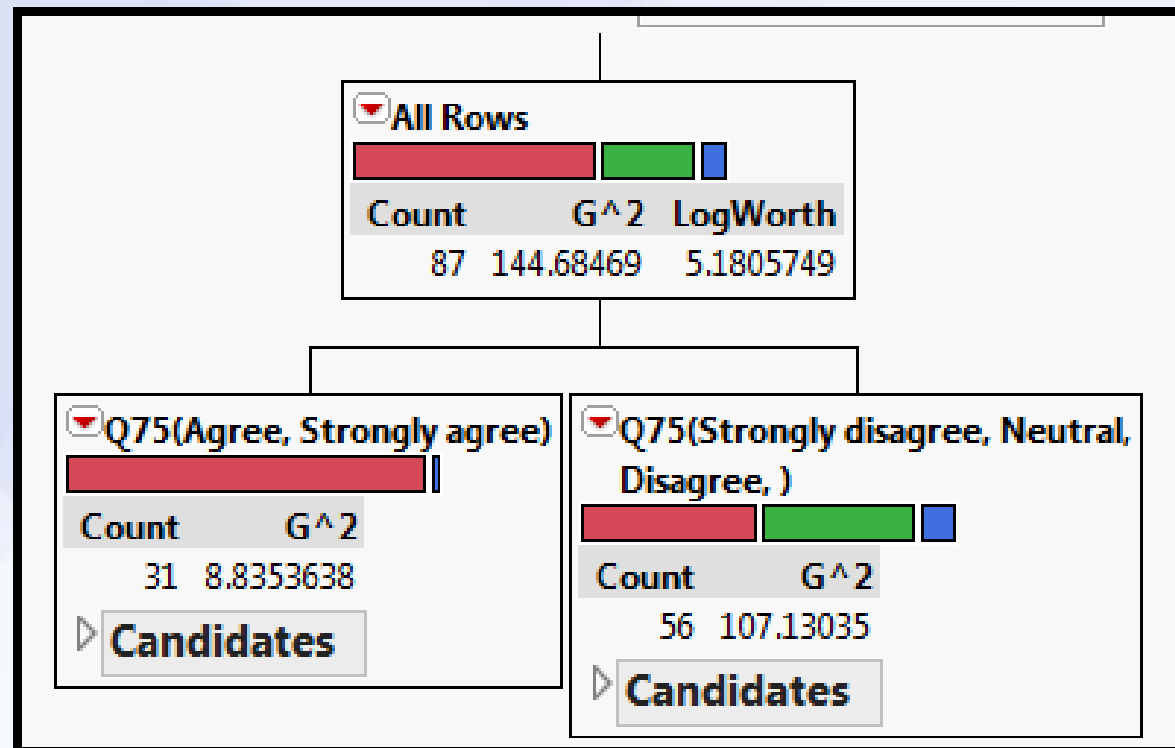 All Rows
Count G^2 LogWorth
87 144.68469 5.1805749
Q75(Agree, Strongly agree)
Count G^2
31 8.8353638
Candidates
Q75(Strongly disagree, Neutral,
Disagree, )
Count G^2
56 107.13035
Candidates